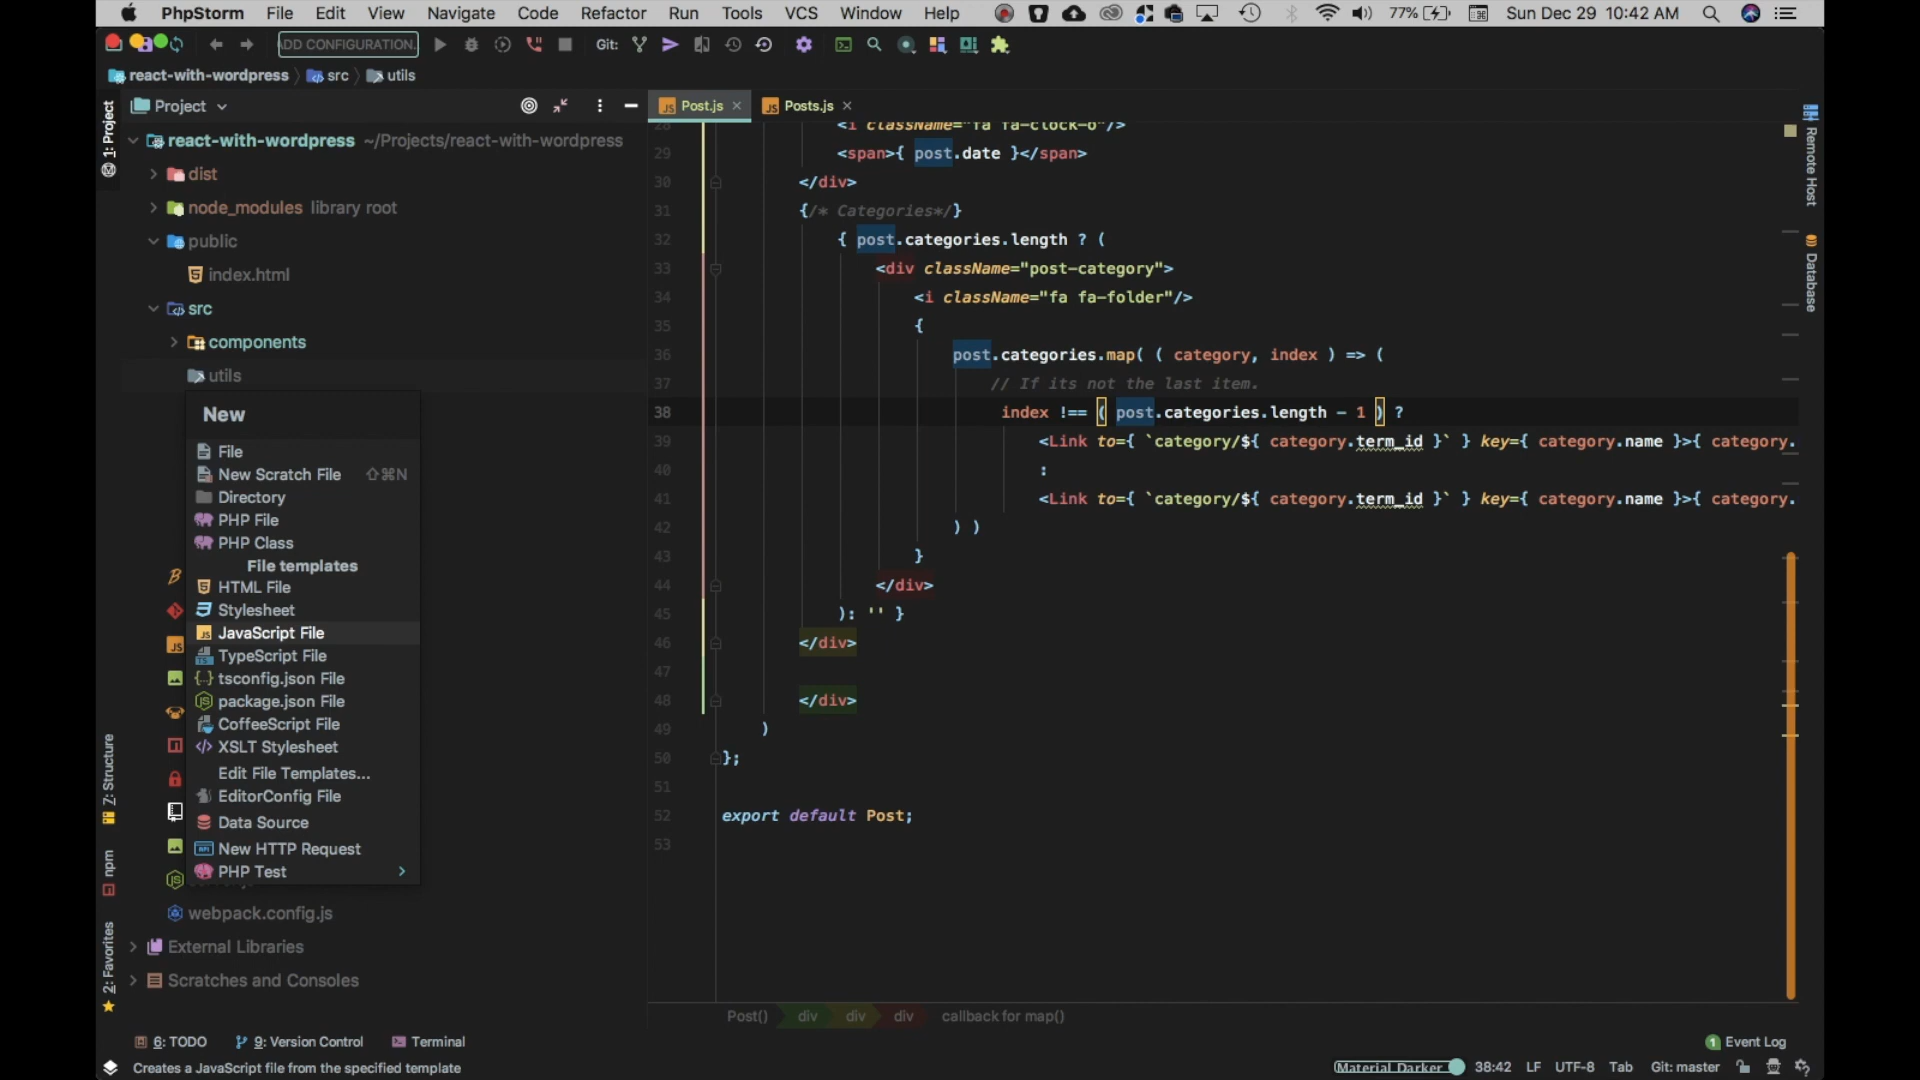 PhpStorm File Edit View Navigate Code Refactor Run Tools VCS Window Help 77% Sun Dec 29 10:42 AM
ADD CONFIGURATION. Git:
react-with-wordpress src utils
Project
Post.js Posts.js
1: Project
Remote Host
Database
react-with-wordpress ~/Projects/react-with-wordpress
dist
node_modules library root
public
index.html
src
components
utils
New
File
New Scratch File ⇧⌘N
Directory
PHP File
PHP Class
File templates
HTML File
Stylesheet
JavaScript File
TypeScript File
tsconfig.json File
package.json File
CoffeeScript File
XSLT Stylesheet
Edit File Templates...
EditorConfig File
Data Source
New HTTP Request
PHP Test
webpack.config.js
External Libraries
Scratches and Consoles
Z: Structure
npm
2: Favorites
28 <i className="fa fa-clock-o"/>
29 <span>{ post.date }</span>
30 </div>
31 {/* Categories*/}
32 { post.categories.length ? (
33 <div className="post-category">
34 <i className="fa fa-folder"/>
35 {
36 post.categories.map( ( category, index ) => (
37 // If its not the last item.
38 index !== ( post.categories.length - 1 ) ?
39 <Link to={ `category/${ category.term_id }` } key={ category.name }>{ category.
40 :
41 <Link to={ `category/${ category.term_id }` } key={ category.name }>{ category.
42 ) )
43 }
44 </div>
45 ): '' }
46 </div>
47
48 </div>
49 )
50 };
51
52 export default Post;
53
Post() div div div callback for map()
6: TODO 9: Version Control Terminal 1 Event Log
Creates a JavaScript file from the specified template Material Darker 38:42 LF UTF-8 Tab Git: master